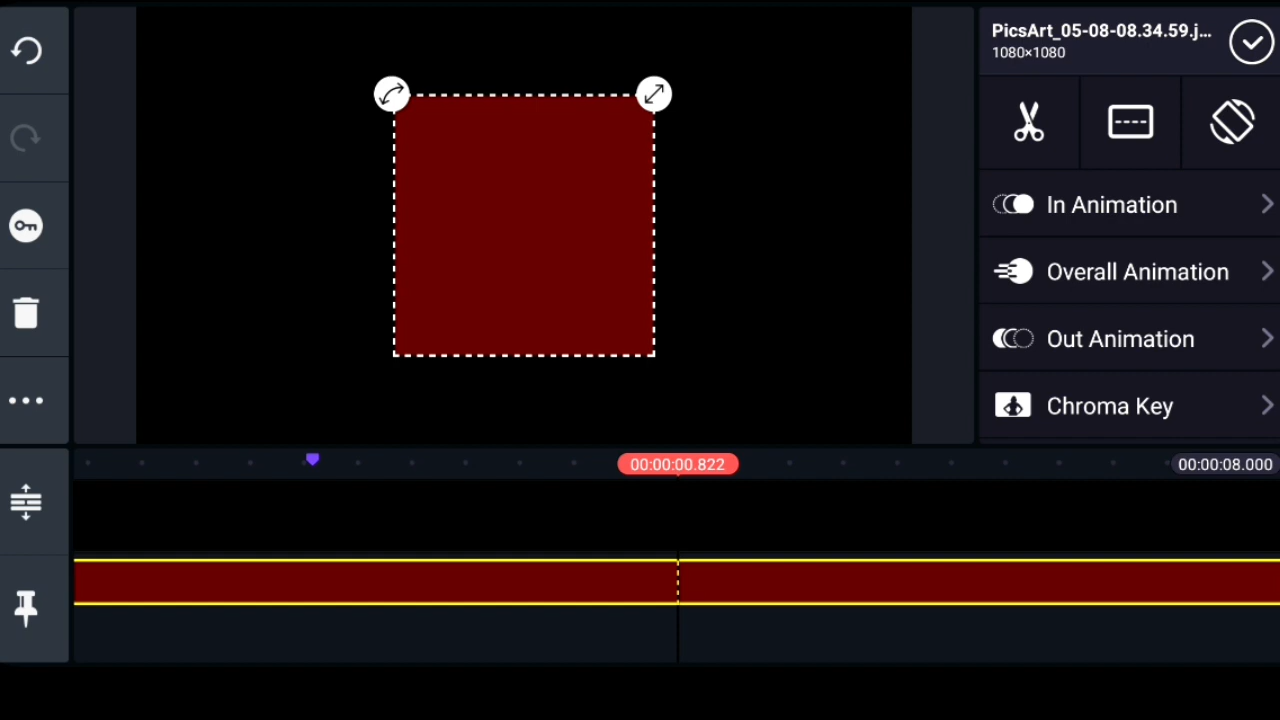 PicsArt_05-08-08.34.59.j...
1080×1080
In Animation
Overall Animation
Out Animation
Chroma Key
00:00:00.822
00:00:08.000